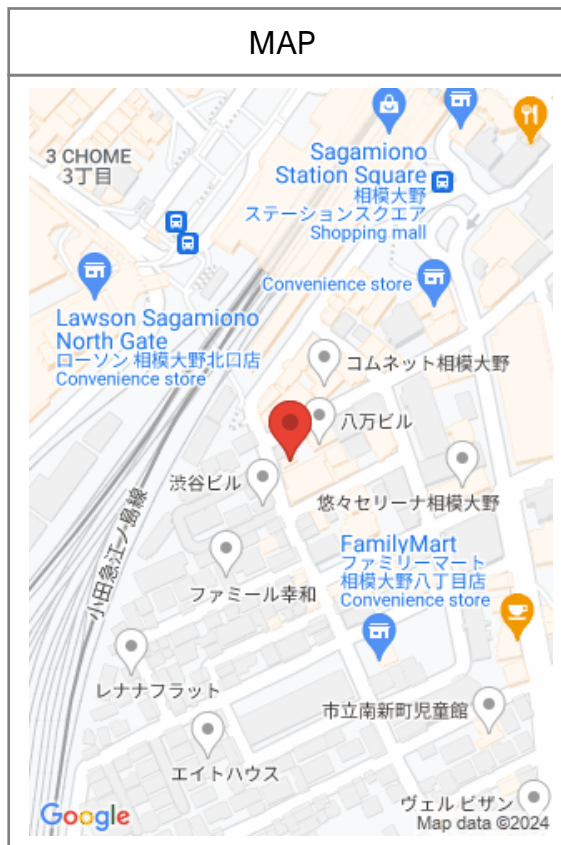 MAP
3 CHOME
3丁目
Sagamiono
Station Square
相模大野
ステーションスクエア
Shopping mall
Convenience store
Lawson Sagamiono
North Gate
ローソン 相模大野北口店
Convenience store
コムネット相模大野
八万ビル
渋谷ビル
悠々セリーナ相模大野
小田急江ノ島線
FamilyMart
ファミリーマート
相模大野八丁目店
Convenience store
ファミール幸和
レナナフラット
市立南新町児童館
エイトハウス
ヴェル ビザン
Google
Map data ©2024